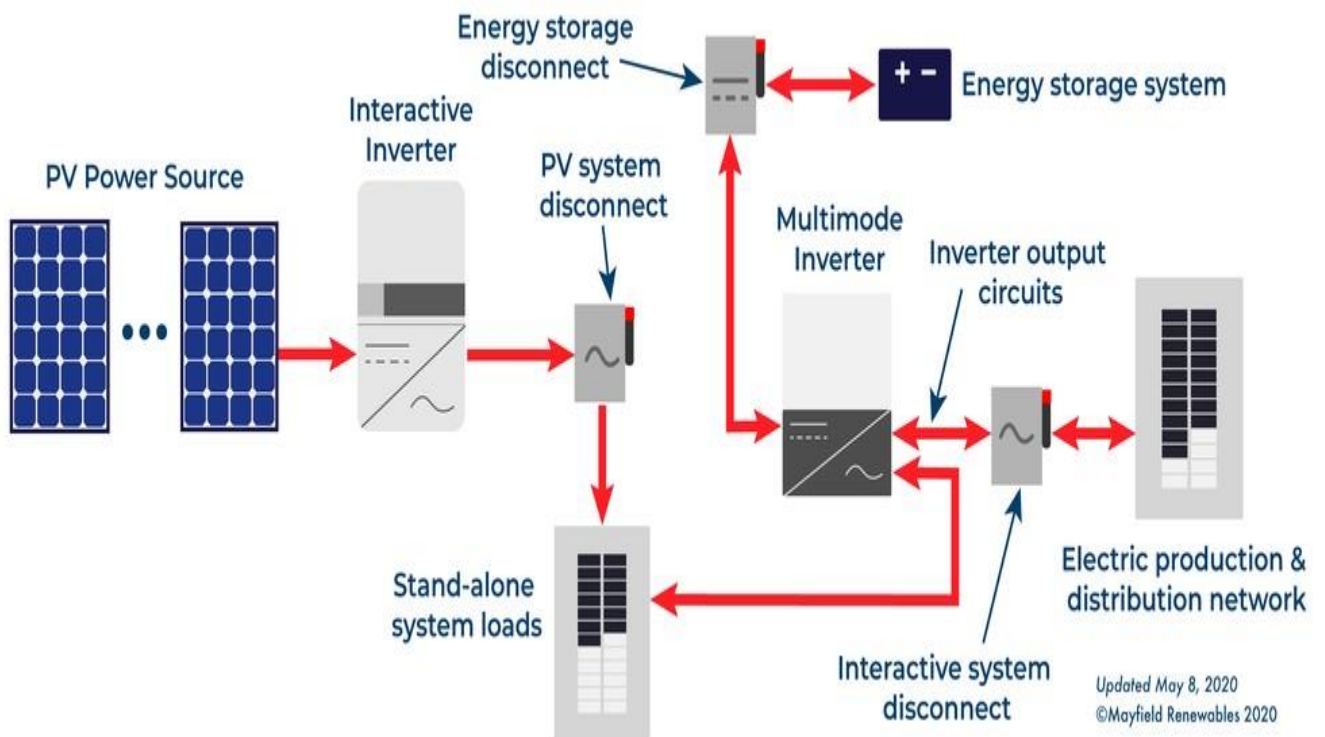 Energy storage
disconnect
+ -
Energy storage system
Interactive
Inverter
PV system
disconnect
PV Power Source
Multimode
Inverter
Inverter output
circuits
Stand-alone
system loads
Electric production &
distribution network
Interactive system
disconnect
Updated May 8, 2020
©Mayfield Renewables 2020